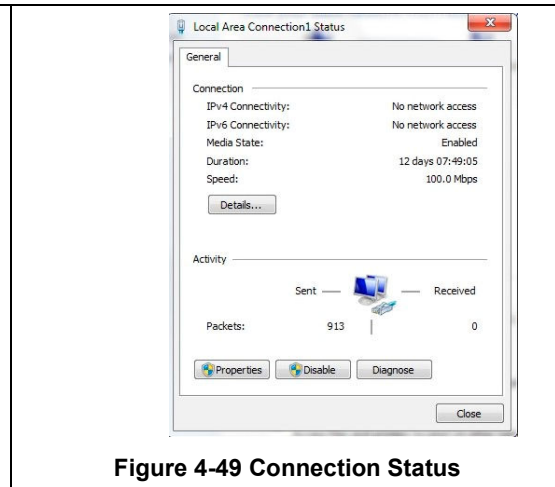 Local Area Connection1 Status
General
Connection
IPv4 Connectivity: No network access
IPv6 Connectivity: No network access
Media State: Enabled
Duration: 12 days 07:49:05
Speed: 100.0 Mbps
Details...
Activity
Sent Received
Packets: 913 0
Properties Disable Diagnose
Close
Figure 4-49 Connection Status